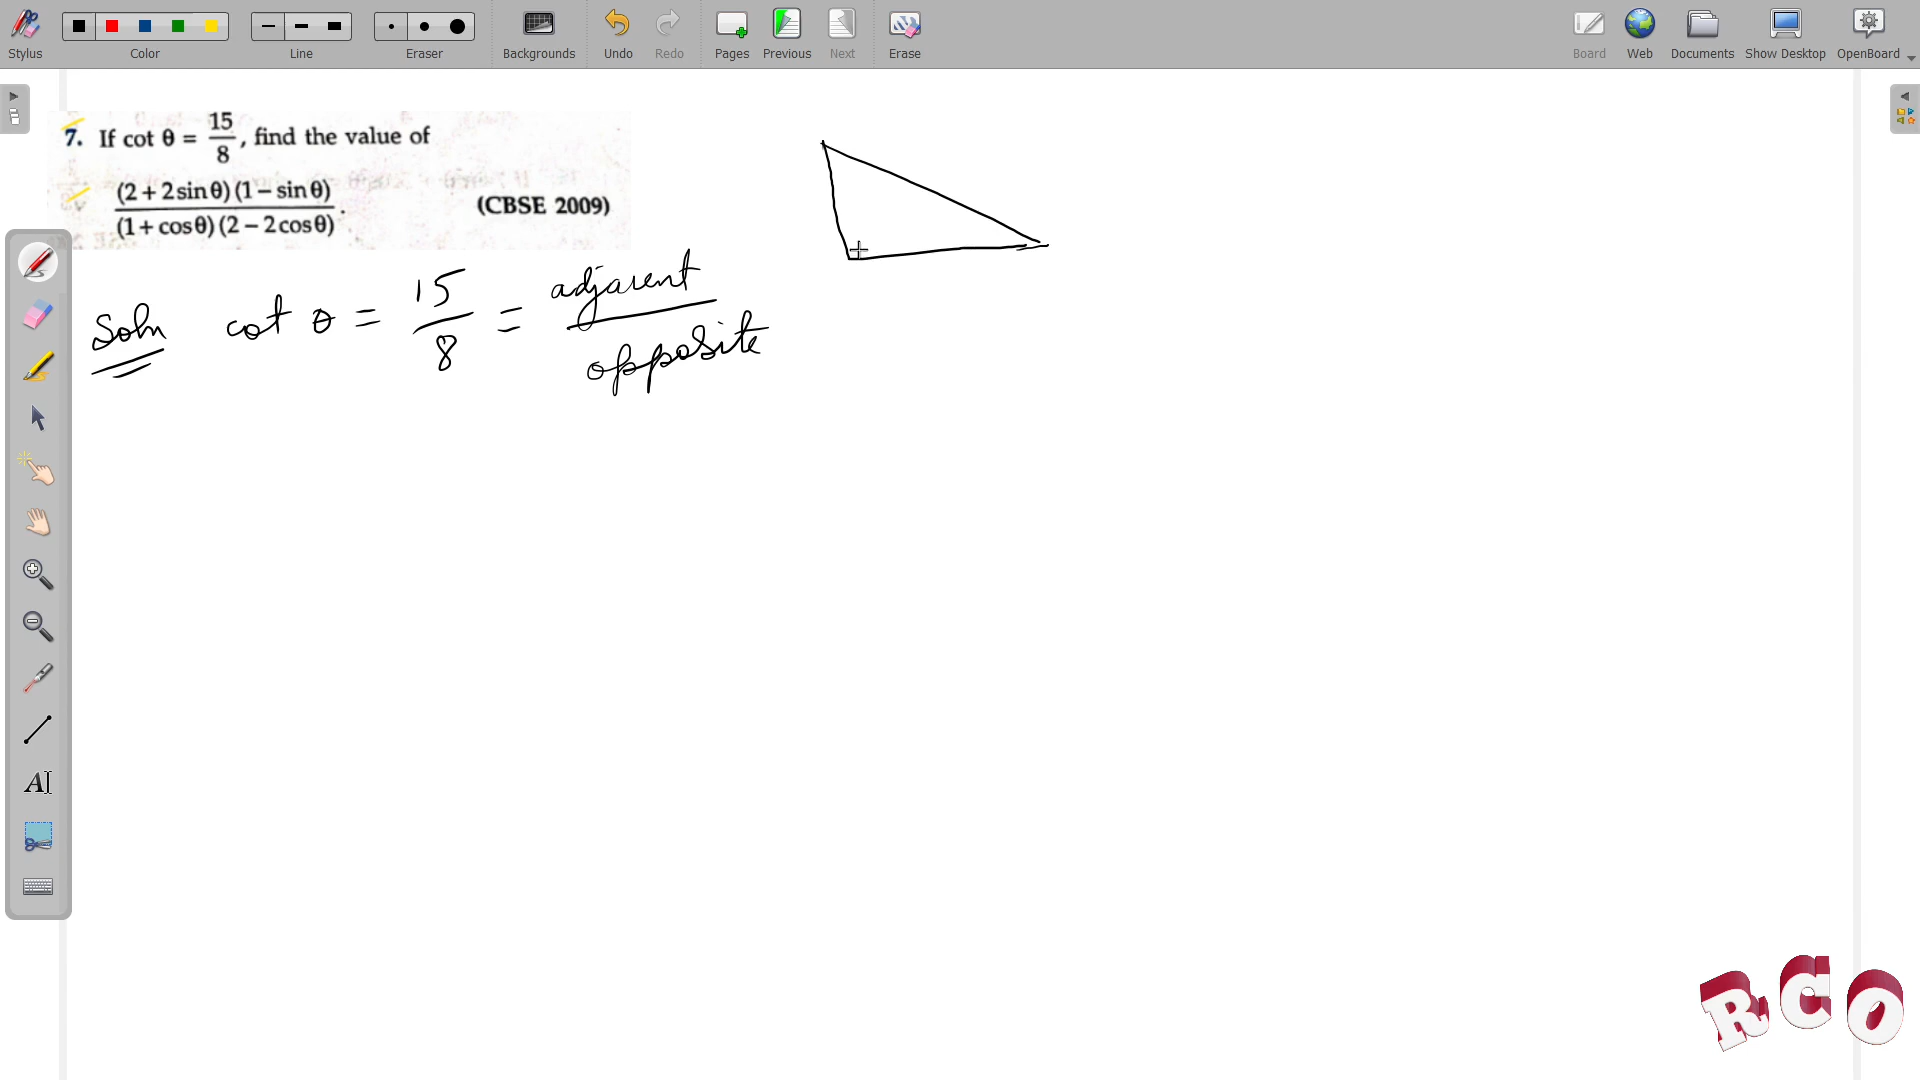 Stylus Color Line Eraser Backgrounds Undo Redo Pages Previous Next Erase Board Web Documents Show Desktop OpenBoard
7. If cot θ = 15/8, find the value of
(2 + 2 sin θ) (1 − sin θ) / (1 + cos θ) (2 − 2 cos θ) . (CBSE 2009)
Soln cot θ = 15/8 = adjacent/opposite
AI
RCO